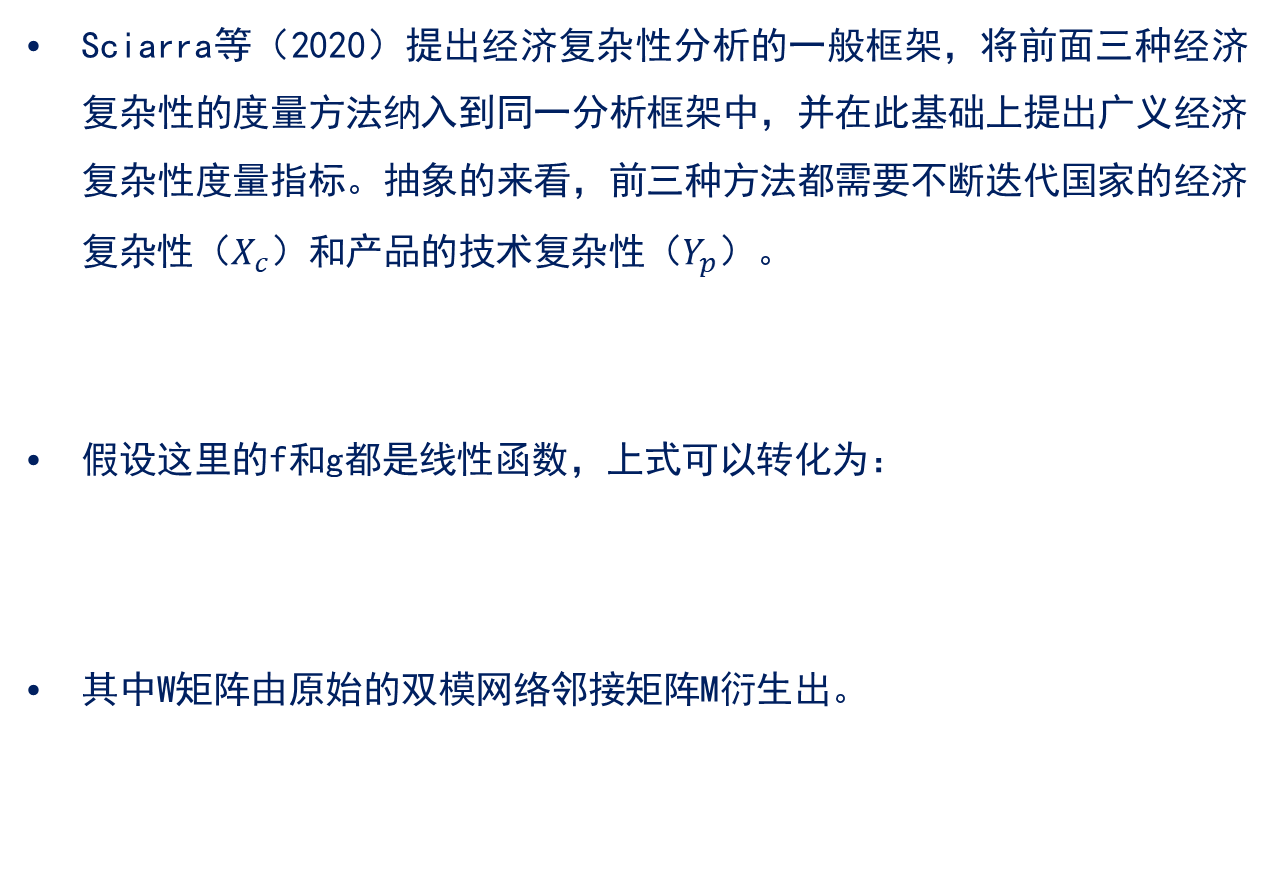 • Sciarra等（2020）提出经济复杂性分析的一般框架，将前面三种经济
复杂性的度量方法纳入到同一分析框架中，并在此基础上提出广义经济
复杂性度量指标。抽象的来看，前三种方法都需要不断迭代国家的经济
复杂性（X_c）和产品的技术复杂性（Y_p）。
• 假设这里的f和g都是线性函数，上式可以转化为：
• 其中W矩阵由原始的双模网络邻接矩阵M衍生出。